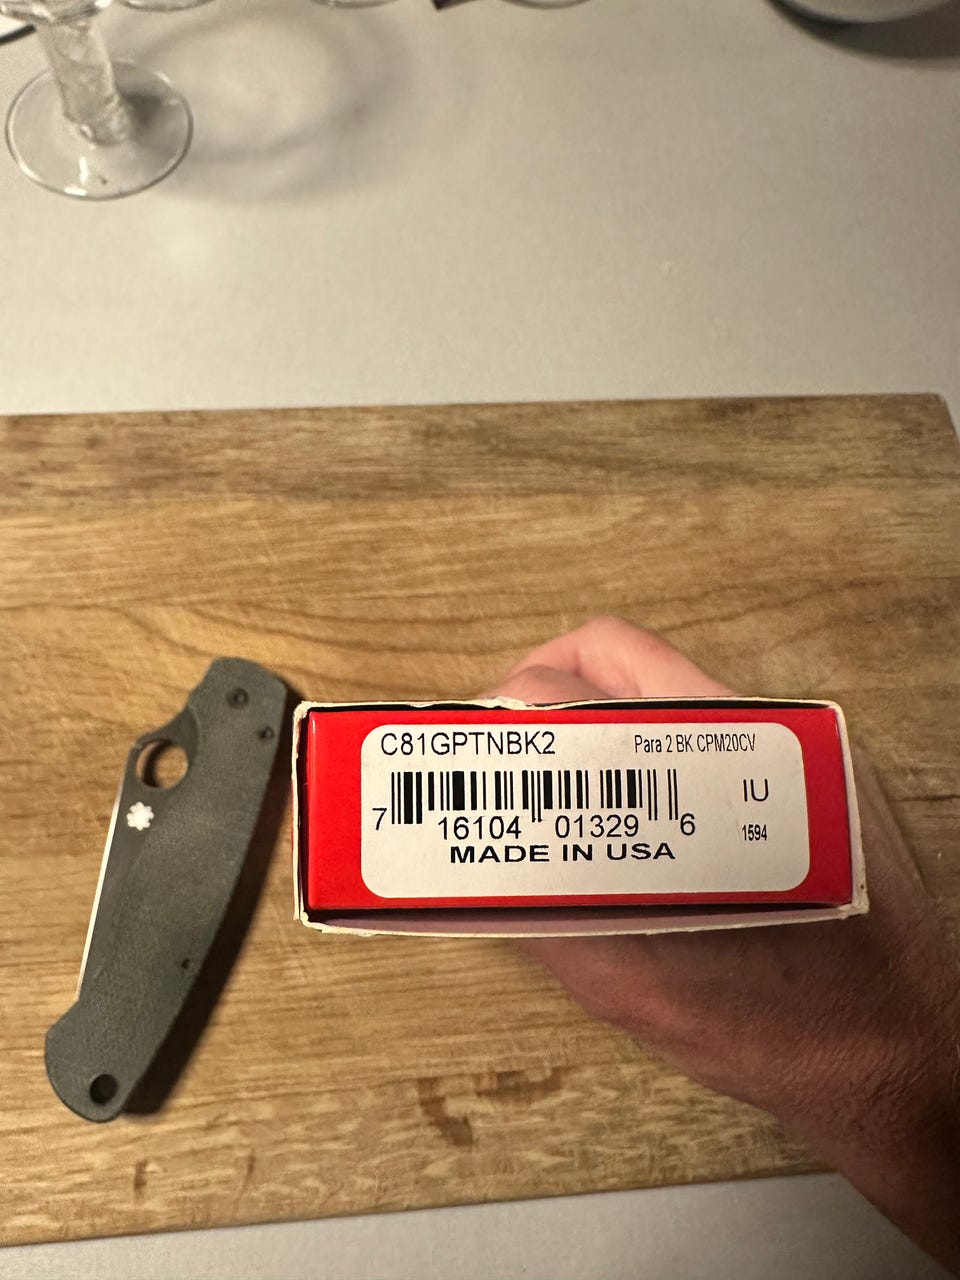 C81GPTNBK2 Para 2 BK CPM20CV
IU
7 16104 01329 6 1594
MADE IN USA